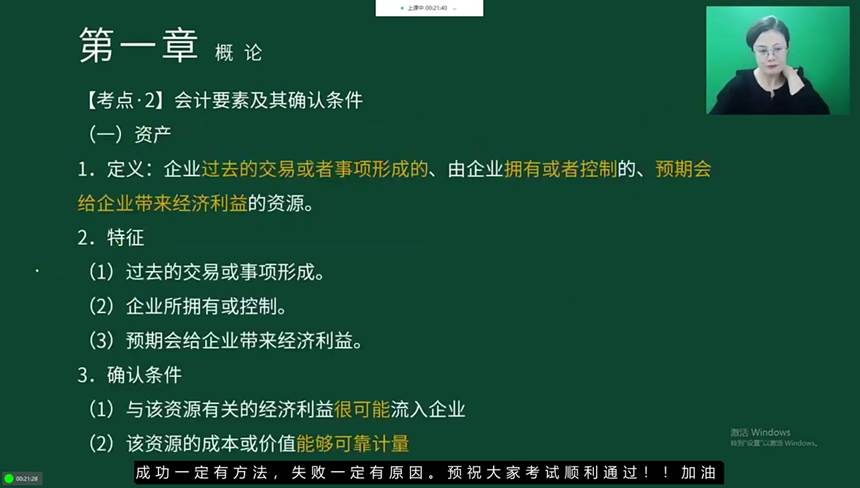 上课中 00:21:40
第一章 概 论
【考点·2】会计要素及其确认条件
（一）资产
1．定义：企业过去的交易或者事项形成的、由企业拥有或者控制的、预期会
给企业带来经济利益的资源。
2．特征
（1）过去的交易或事项形成。
（2）企业所拥有或控制。
（3）预期会给企业带来经济利益。
3．确认条件
（1）与该资源有关的经济利益很可能流入企业
（2）该资源的成本或价值能够可靠计量
激活 Windows
转到"设置"以激活 Windows。
00:21:28
成功一定有方法，失败一定有原因。预祝大家考试顺利通过！！加油